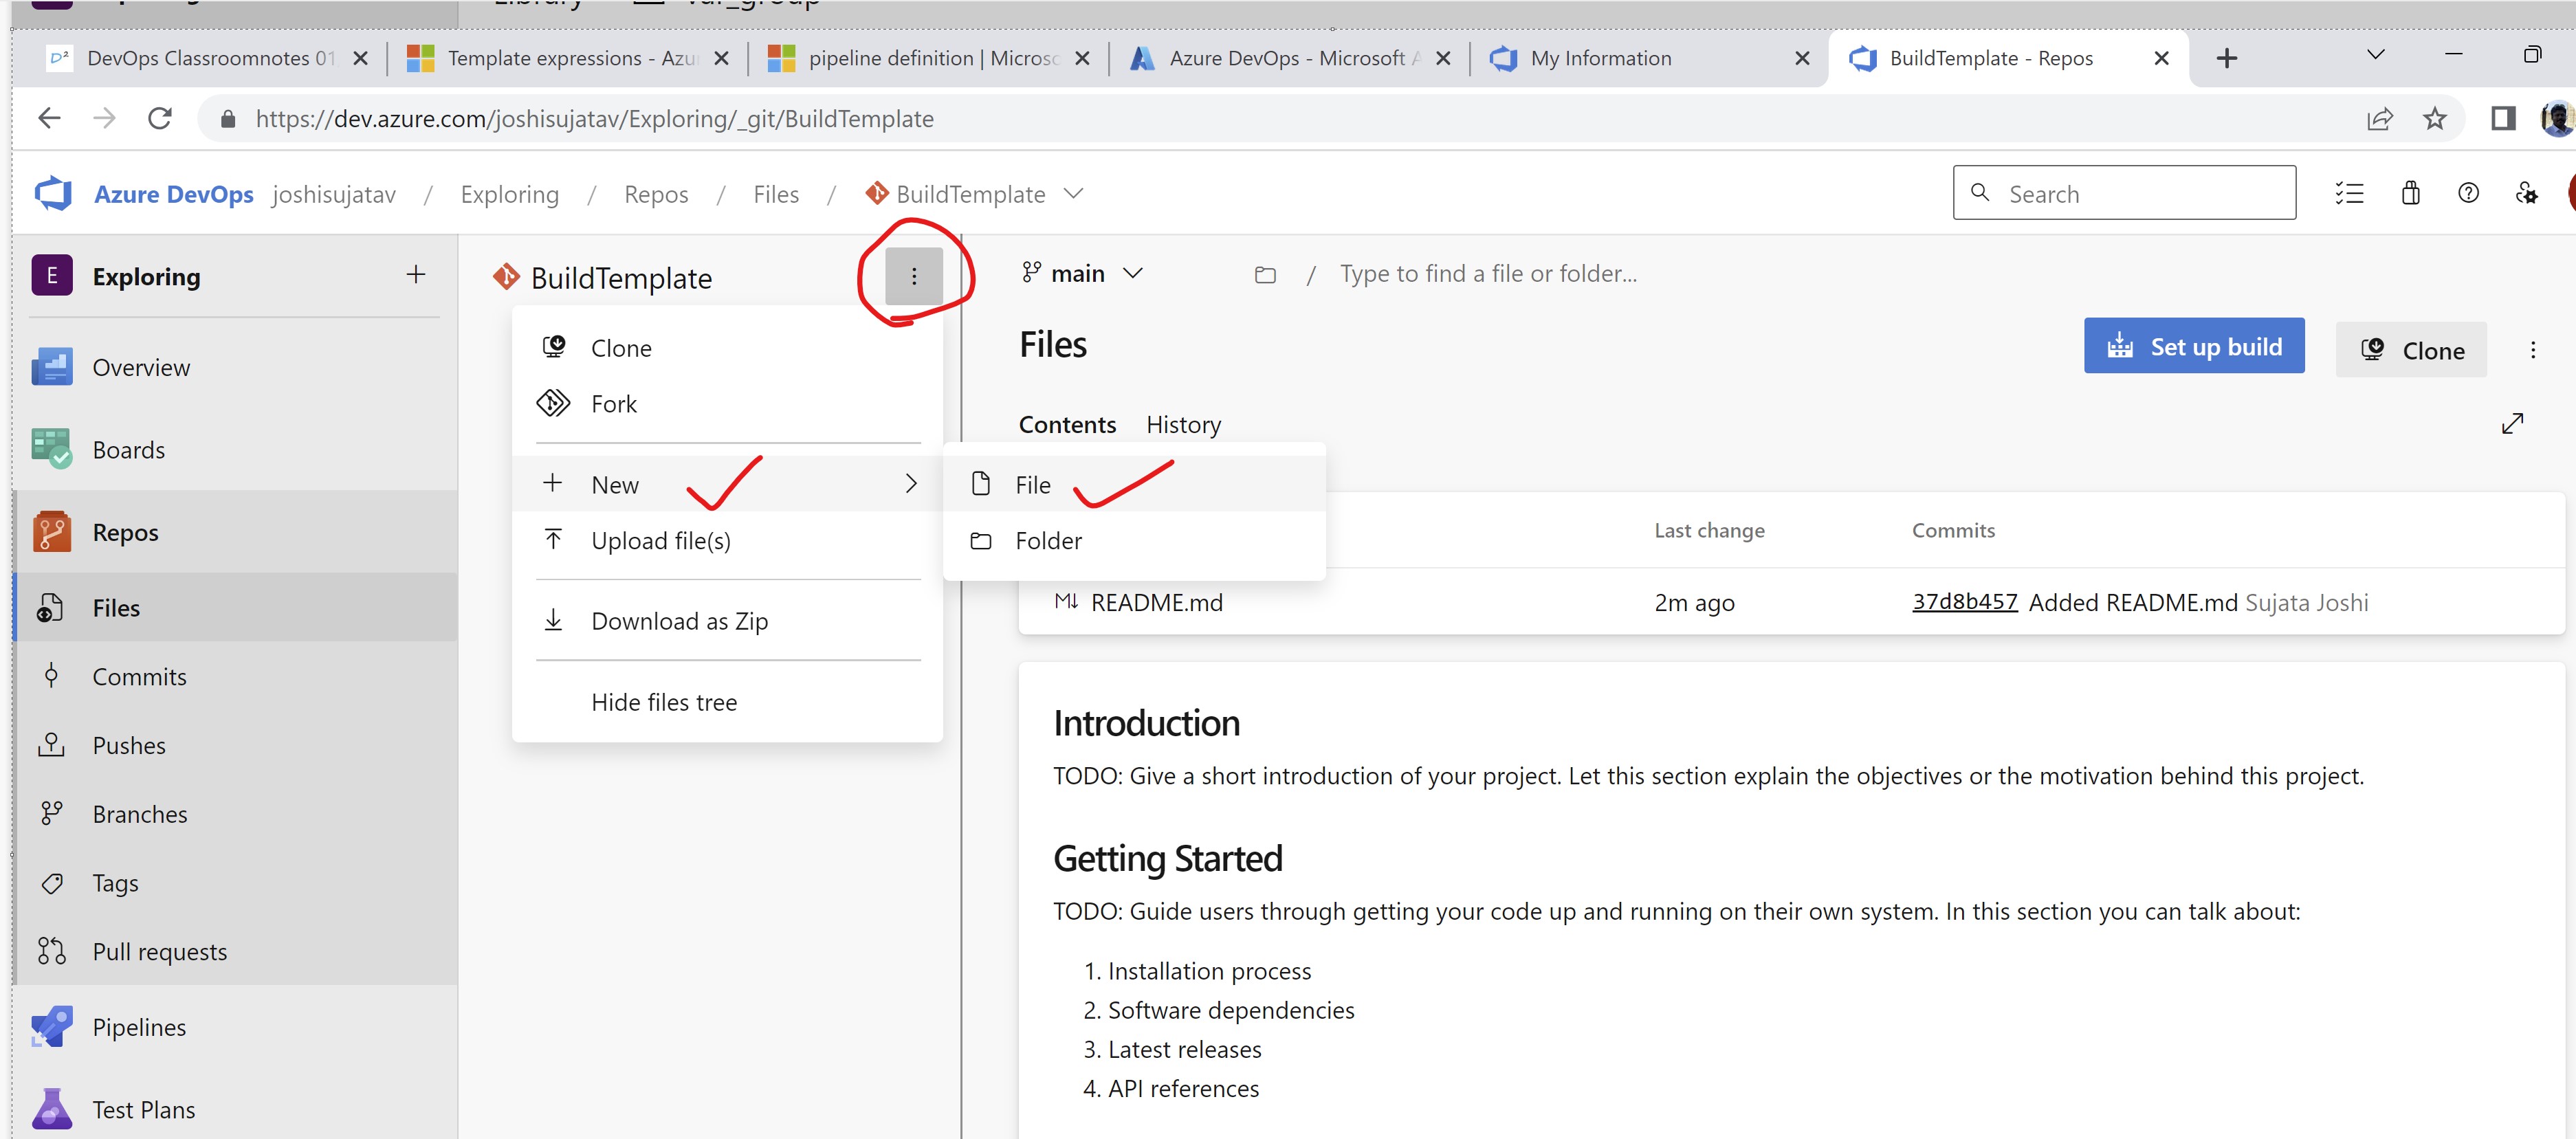 DevOps Classroomnotes 01
Template expressions - Azu
pipeline definition | Microso
Azure DevOps - Microsoft A
My Information
BuildTemplate - Repos
https://dev.azure.com/joshisujatav/Exploring/_git/BuildTemplate
Azure DevOps joshisujatav / Exploring / Repos / Files / BuildTemplate
Search
E Exploring
Overview
Boards
Repos
Files
Commits
Pushes
Branches
Tags
Pull requests
Pipelines
Test Plans
BuildTemplate
Clone
Fork
New
Upload file(s)
Download as Zip
Hide files tree
File
Folder
main
/ Type to find a file or folder...
Files
Set up build
Clone
Contents History
Last change Commits
README.md 2m ago 37d8b457 Added README.md Sujata Joshi
Introduction
TODO: Give a short introduction of your project. Let this section explain the objectives or the motivation behind this project.
Getting Started
TODO: Guide users through getting your code up and running on their own system. In this section you can talk about:
1. Installation process
2. Software dependencies
3. Latest releases
4. API references